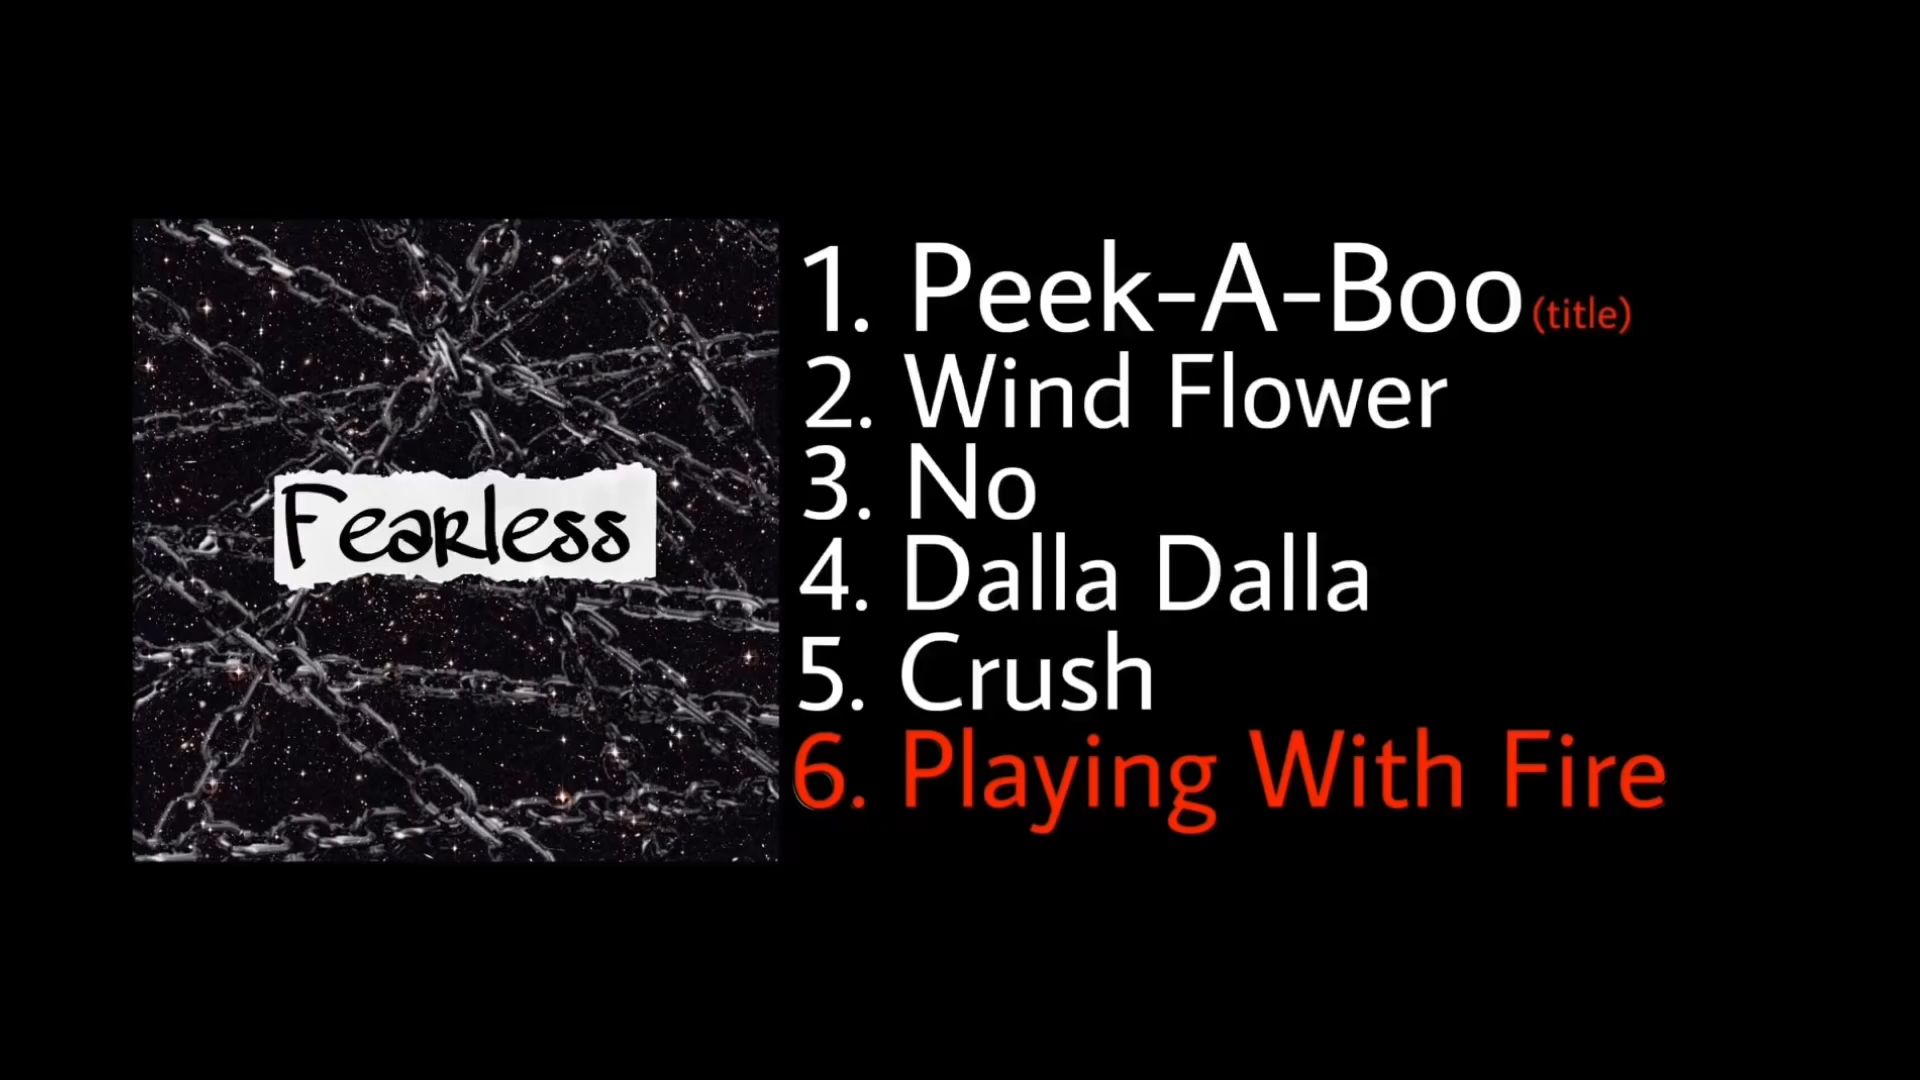 Fearless
1. Peek-A-Boo (title)
2. Wind Flower
3. No
4. Dalla Dalla
5. Crush
6. Playing With Fire